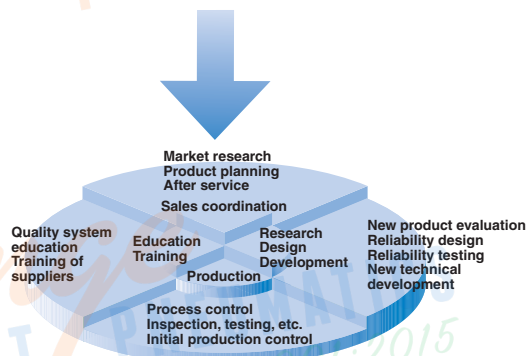 Market research
Product planning
After service
Sales coordination
Quality system
education
Training of
suppliers
Education
Training
Research
Design
Development
New product evaluation
Reliability design
Reliability testing
New technical
development
Production
Process control
Inspection, testing, etc.
Initial production control
2015